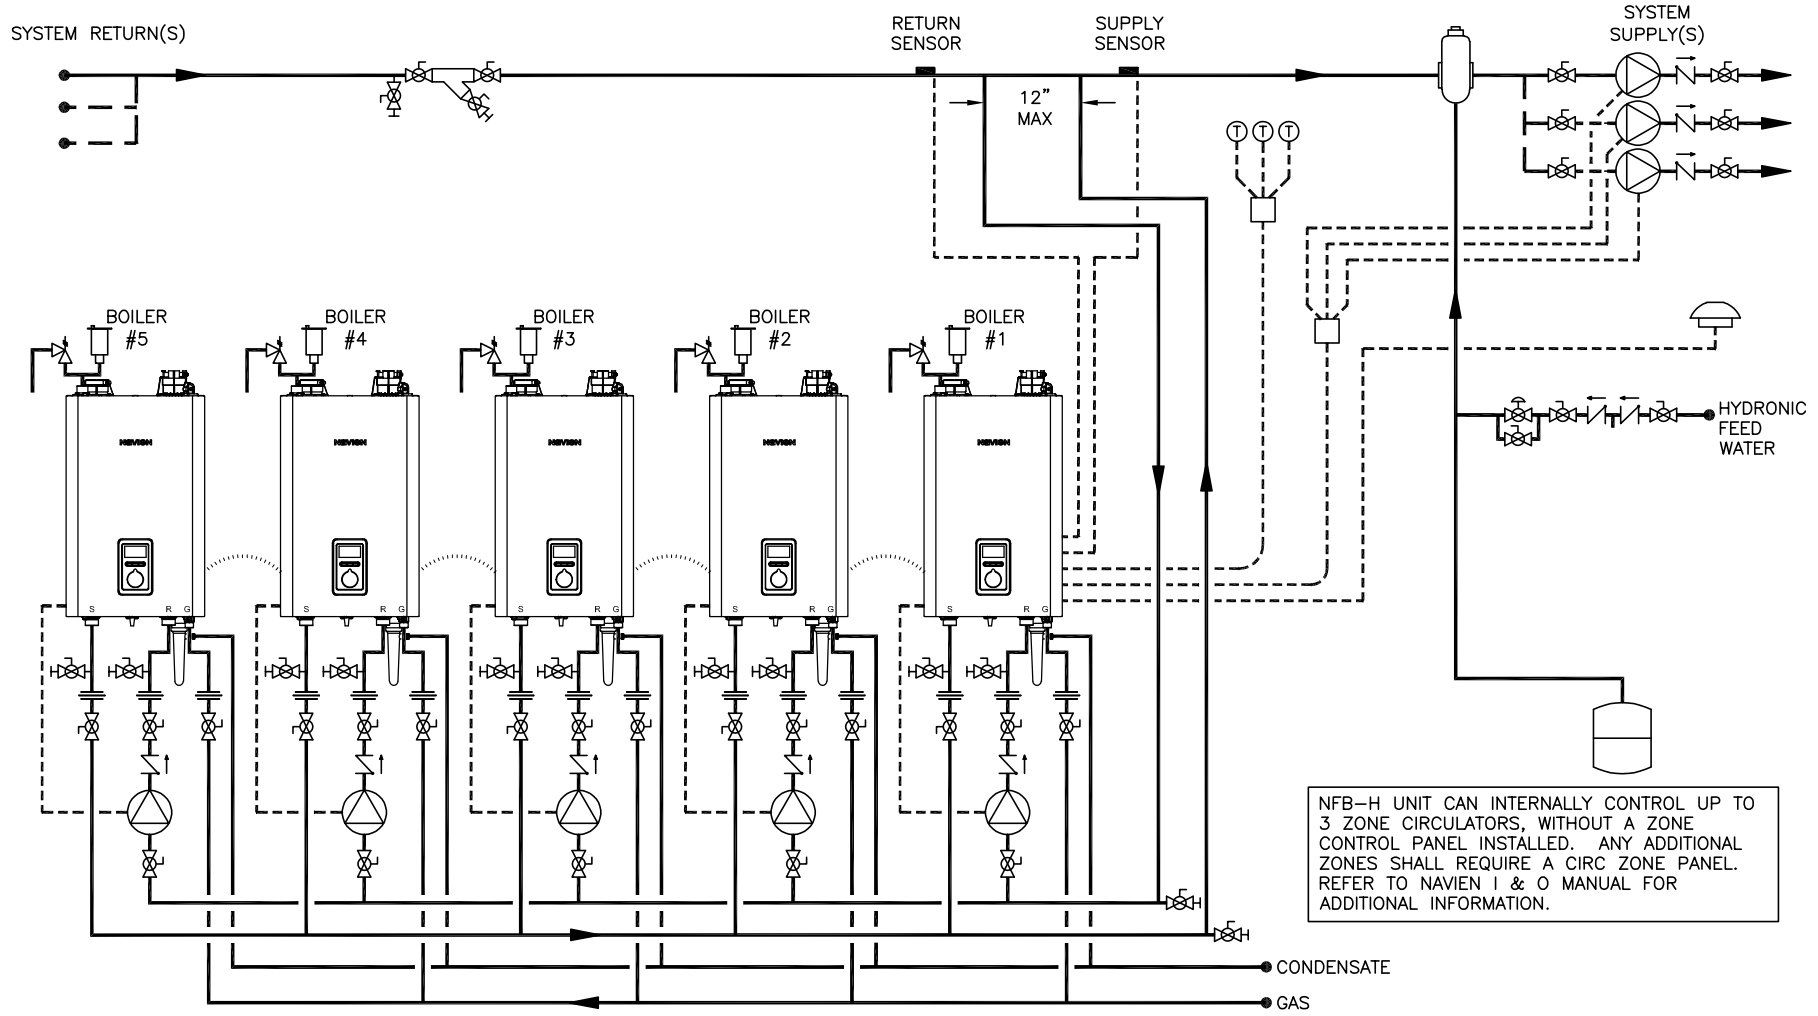 SYSTEM RETURN(S)
RETURN
SENSOR
SUPPLY
SENSOR
SYSTEM
SUPPLY(S)
12”
MAX
T T T
BOILER
#5
BOILER
#4
BOILER
#3
BOILER
#2
BOILER
#1
HYDRONIC
FEED
WATER
S R G
S R G
S R G
S R G
S R G
NFB–H UNIT CAN INTERNALLY CONTROL UP TO
3 ZONE CIRCULATORS, WITHOUT A ZONE
CONTROL PANEL INSTALLED. ANY ADDITIONAL
ZONES SHALL REQUIRE A CIRC ZONE PANEL.
REFER TO NAVIEN I & O MANUAL FOR
ADDITIONAL INFORMATION.
CONDENSATE
GAS